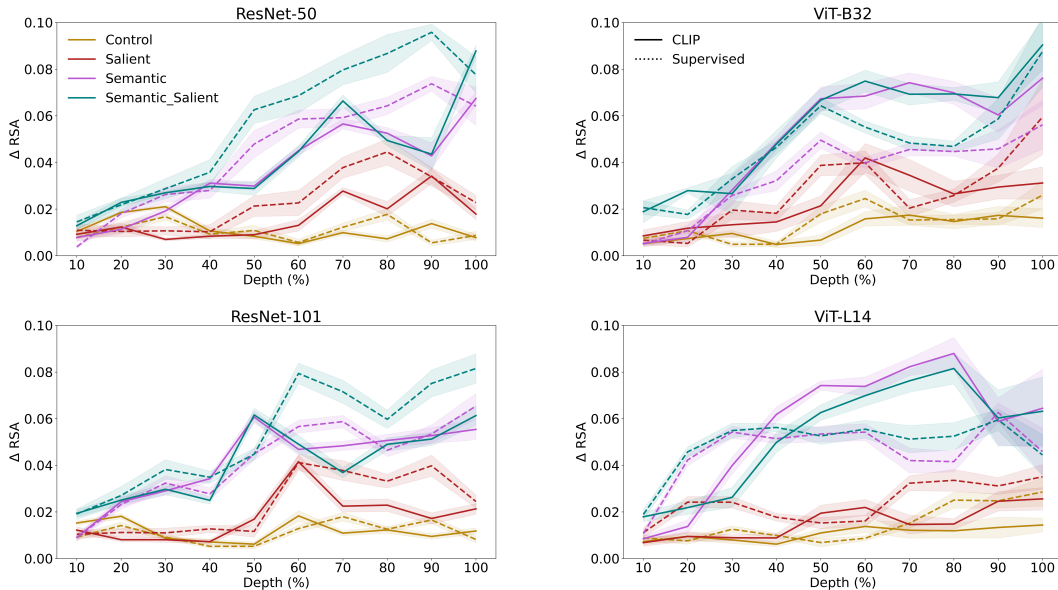 ResNet-50
0.10
0.08
0.06
0.04
0.02
0.00
Δ RSA
Control
Salient
Semantic
Semantic_Salient
10 20 30 40 50 60 70 80 90 100
Depth (%)
ViT-B32
0.10
0.08
0.06
0.04
0.02
0.00
Δ RSA
CLIP
Supervised
10 20 30 40 50 60 70 80 90 100
Depth (%)
ResNet-101
0.10
0.08
0.06
0.04
0.02
0.00
Δ RSA
10 20 30 40 50 60 70 80 90 100
Depth (%)
ViT-L14
0.10
0.08
0.06
0.04
0.02
0.00
Δ RSA
10 20 30 40 50 60 70 80 90 100
Depth (%)